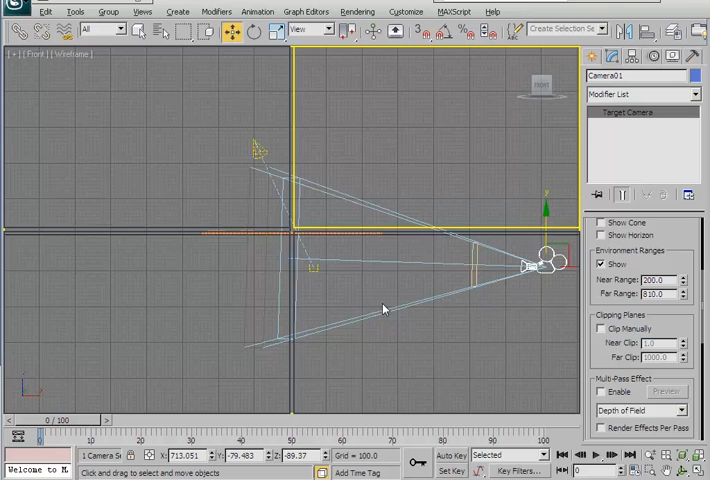 Edit Tools Group Views Create Modifiers Animation Graph Editors Rendering Customize MAXScript Help
All View 3 Create Selection Se
[ + ] [ Front ] [ Wireframe ]
FRONT
y
Camera01
Modifier List
Target Camera
Show Cone
Show Horizon
Environment Ranges
Show
Near Range: 200.0
Far Range: 810.0
Clipping Planes
Clip Manually
Near Clip: 1.0
Far Clip: 1000.0
Multi-Pass Effect
Enable Preview
Depth of Field
Render Effects Per Pass
< 0 / 100 >
0 10 20 30 40 50 60 70 80 90 100
1 Camera Se X: 713.051 Y: -79.483 Z: -89.37 Grid = 100.0 Auto Key Selected
Welcome to M Click and drag to select and move objects Add Time Tag Set Key Key Filters... 0